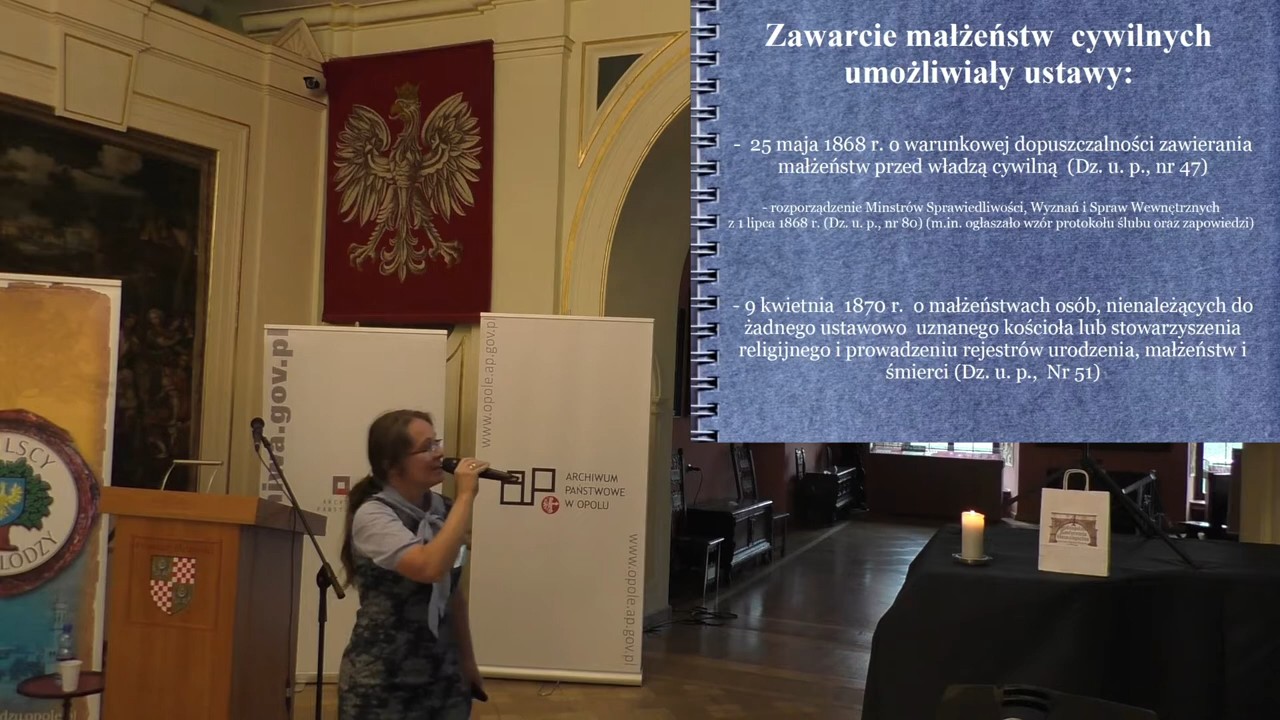 Zawarcie małżeństw cywilnych
umożliwiały ustawy:
- 25 maja 1868 r. o warunkowej dopuszczalności zawierania
małżeństw przed władzą cywilną (Dz. u. p., nr 47)
- rozporządzenie Minstrów Sprawiedliwości, Wyznań i Spraw Wewnętrznych
z 1 lipca 1868 r. (Dz. u. p., nr 80) (m.in. ogłaszało wzór protokołu ślubu oraz zapowiedzi)
- 9 kwietnia 1870 r. o małżeństwach osób, nienależących do
żadnego ustawowo uznanego kościoła lub stowarzyszenia
religijnego i prowadzeniu rejestrów urodzenia, małżeństw i
śmierci (Dz. u. p., Nr 51)
www.opole.ap.gov.pl
ap
ARCHIWUM
PAŃSTWOWE
W OPOLU
www.opole.ap.gov.pl
.gov.pl